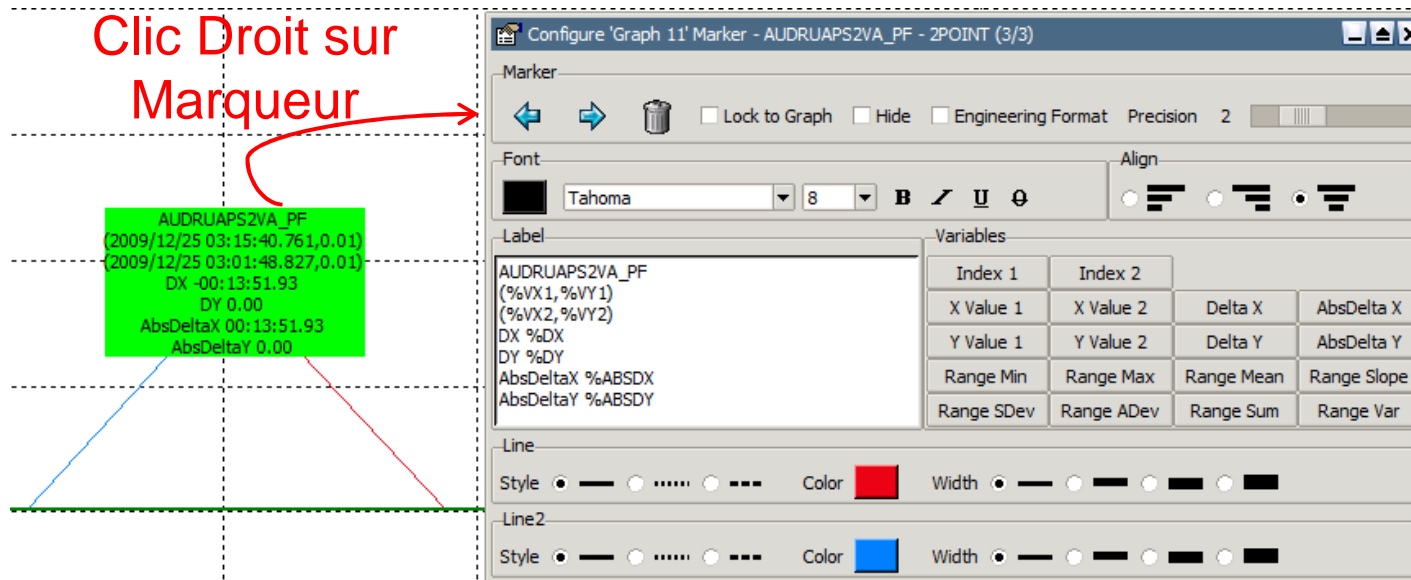 Clic Droit sur
Marqueur
AUDRUAPS2VA_PF
(2009/12/25 03:15:40.761,0.01)
(2009/12/25 03:01:48.827,0.01)
DX -00:13:51.93
DY 0.00
AbsDeltaX 00:13:51.93
AbsDeltaY 0.00
Configure 'Graph 11' Marker - AUDRUAPS2VA_PF - 2POINT (3/3)
Marker
Lock to Graph Hide Engineering Format Precision 2
Font
Tahoma 8 B I U O
Align
Label
AUDRUAPS2VA_PF
(%VX1,%VY1)
(%VX2,%VY2)
DX %DX
DY %DY
AbsDeltaX %ABSDX
AbsDeltaY %ABSDY
Variables
Index 1 Index 2
X Value 1 X Value 2 Delta X AbsDelta X
Y Value 1 Y Value 2 Delta Y AbsDelta Y
Range Min Range Max Range Mean Range Slope
Range SDev Range ADev Range Sum Range Var
Line
Style Color Width
Line2
Style Color Width